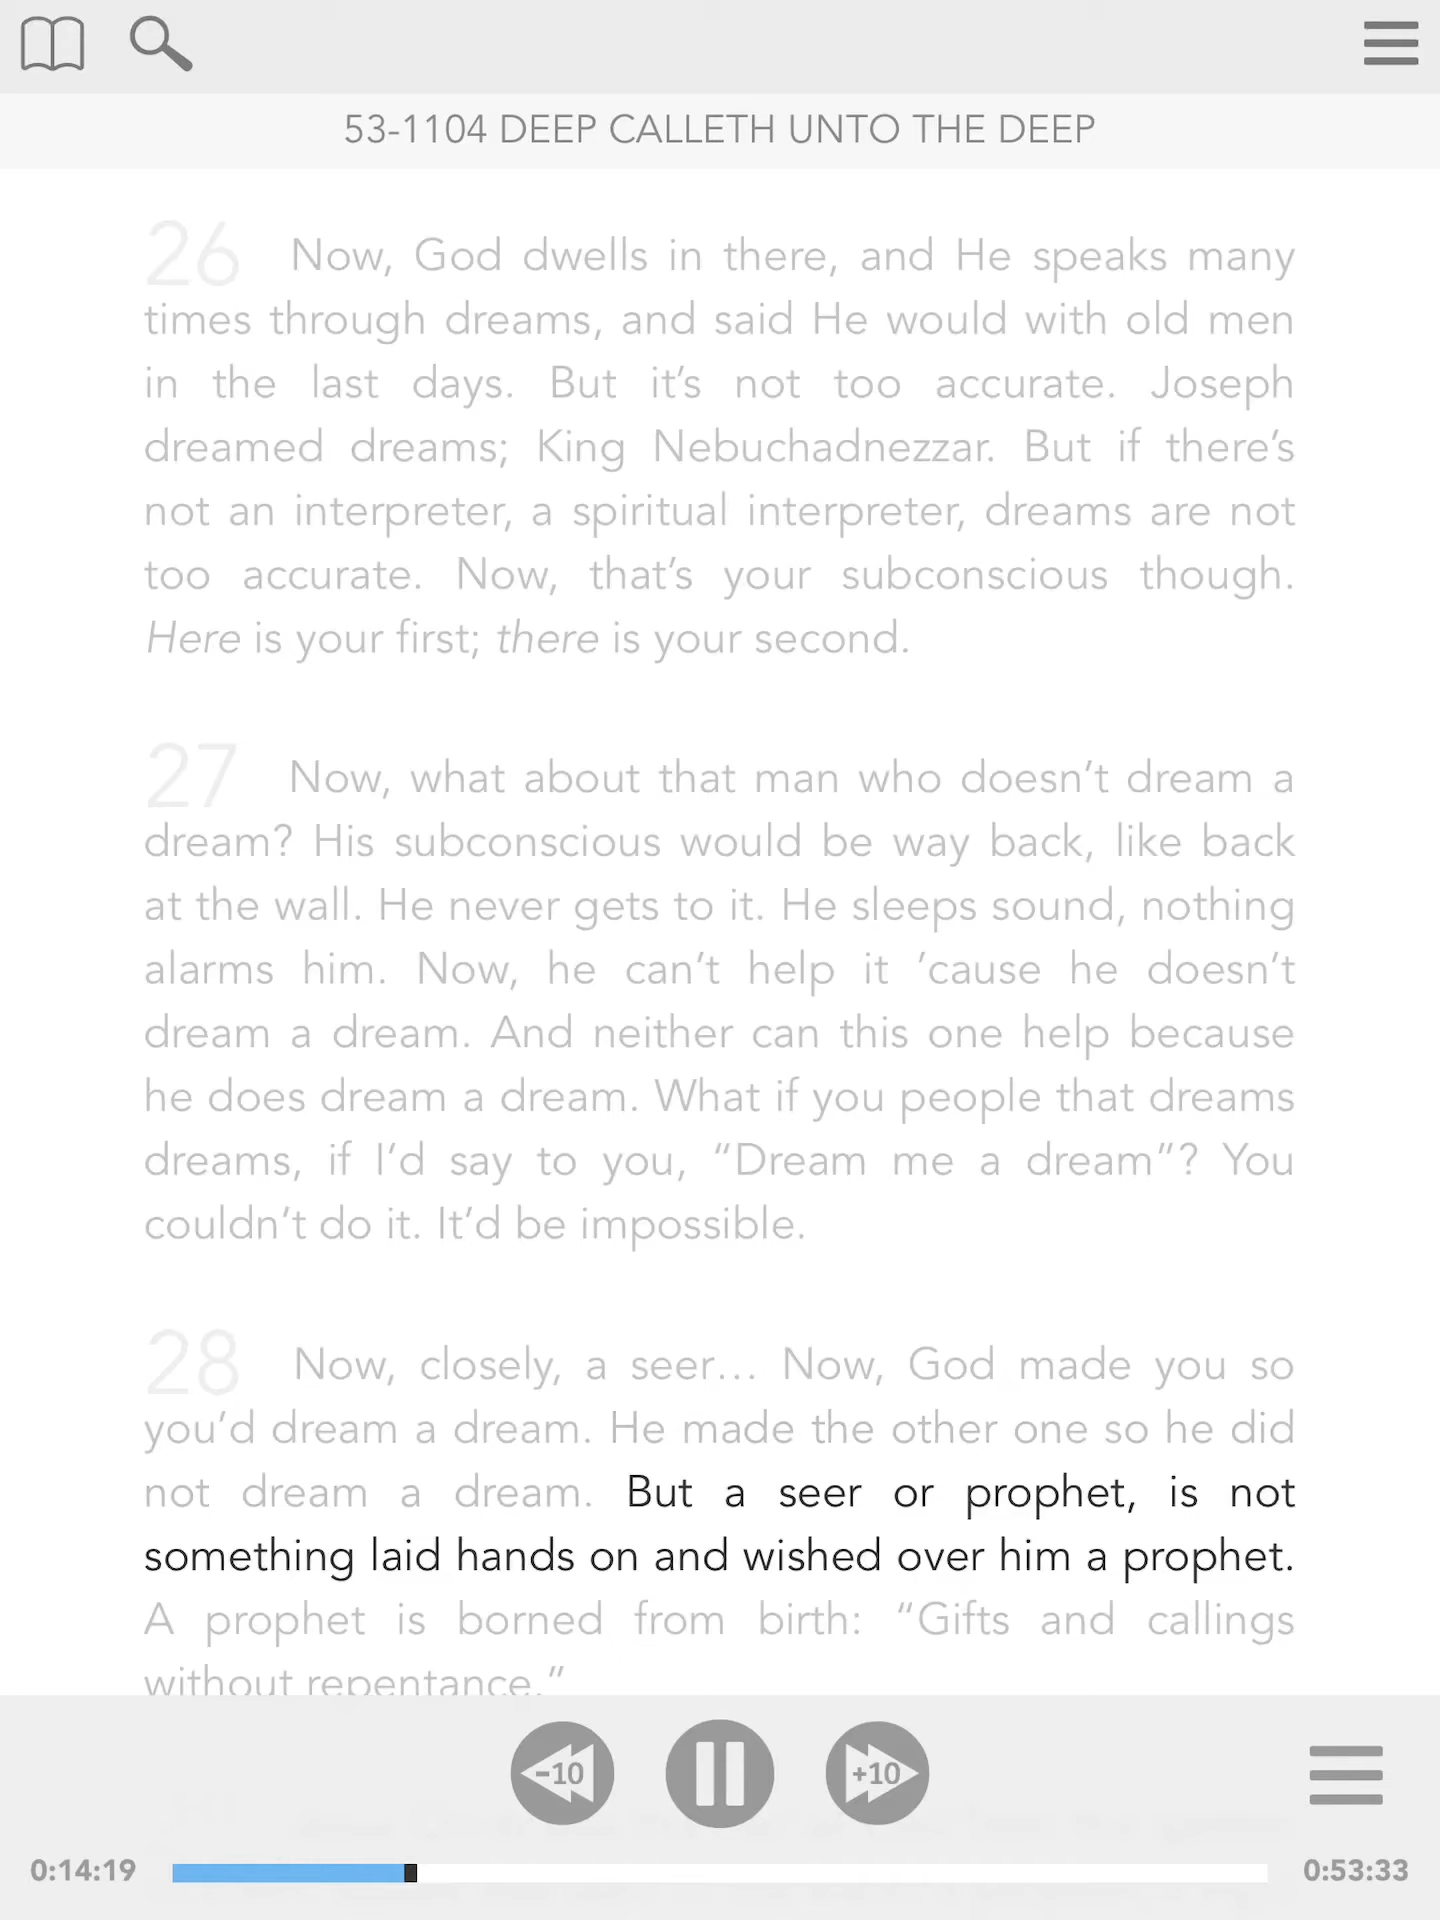 53-1104 DEEP CALLETH UNTO THE DEEP
26 Now, God dwells in there, and He speaks many
times through dreams, and said He would with old men
in the last days. But it’s not too accurate. Joseph
dreamed dreams; King Nebuchadnezzar. But if there’s
not an interpreter, a spiritual interpreter, dreams are not
too accurate. Now, that’s your subconscious though.
Here is your first; there is your second.
27 Now, what about that man who doesn’t dream a
dream? His subconscious would be way back, like back
at the wall. He never gets to it. He sleeps sound, nothing
alarms him. Now, he can’t help it ’cause he doesn’t
dream a dream. And neither can this one help because
he does dream a dream. What if you people that dreams
dreams, if I’d say to you, “Dream me a dream”? You
couldn’t do it. It’d be impossible.
28 Now, closely, a seer… Now, God made you so
you’d dream a dream. He made the other one so he did
not dream a dream. But a seer or prophet, is not
something laid hands on and wished over him a prophet.
A prophet is borned from birth: “Gifts and callings
without repentance.”
-10 +10
0:14:19 0:53:33